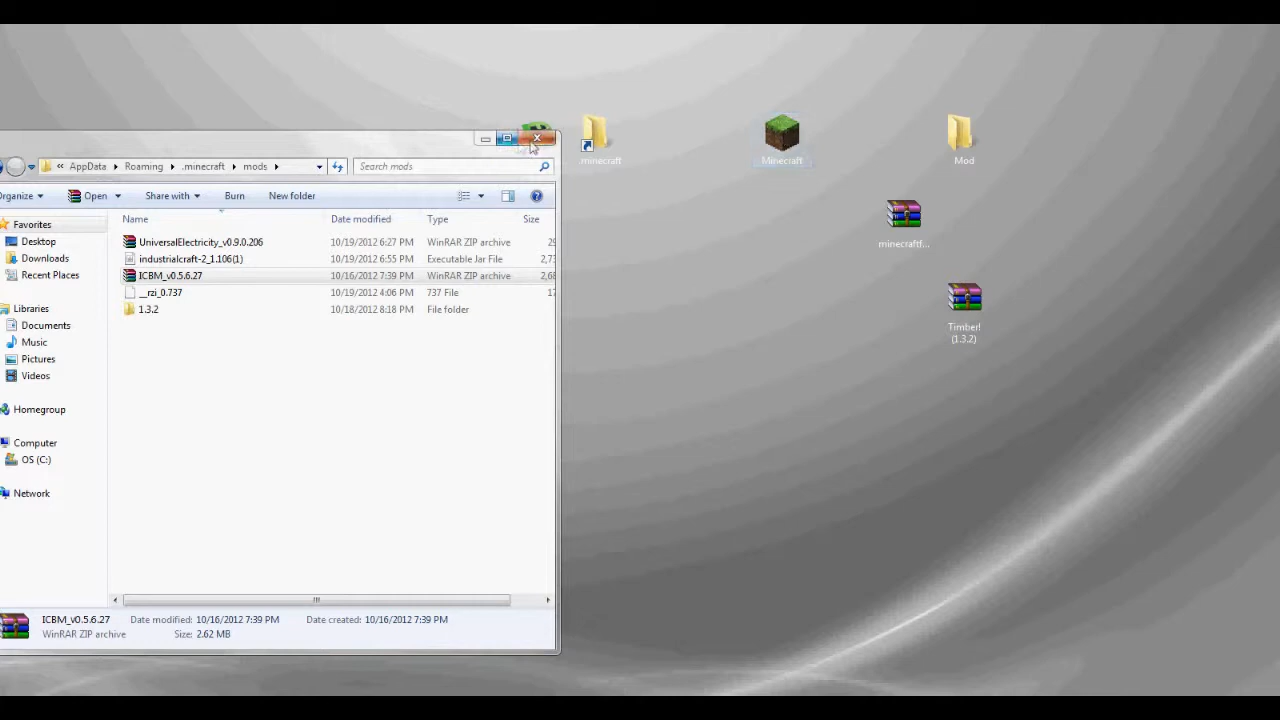 AppData Roaming .minecraft mods
Search mods
Organize Open Share with Burn New folder
Name Date modified Type Size
Favorites
Desktop
Downloads
Recent Places
Libraries
Documents
Music
Pictures
Videos
Homegroup
Computer
OS (C:)
Network
UniversalElectricity_v0.9.0.206 10/19/2012 6:27 PM WinRAR ZIP archive
industrialcraft-2_1.106(1) 10/19/2012 6:55 PM Executable Jar File
ICBM_v0.5.6.27 10/16/2012 7:39 PM WinRAR ZIP archive
__rzi_0.737 10/19/2012 4:06 PM 737 File
1.3.2 10/18/2012 8:18 PM File folder
ICBM_v0.5.6.27 Date modified: 10/16/2012 7:39 PM Date created: 10/16/2012 7:39 PM
WinRAR ZIP archive Size: 2.62 MB
.minecraft
Minecraft
Mod
minecraftf...
Timber!
(1.3.2)